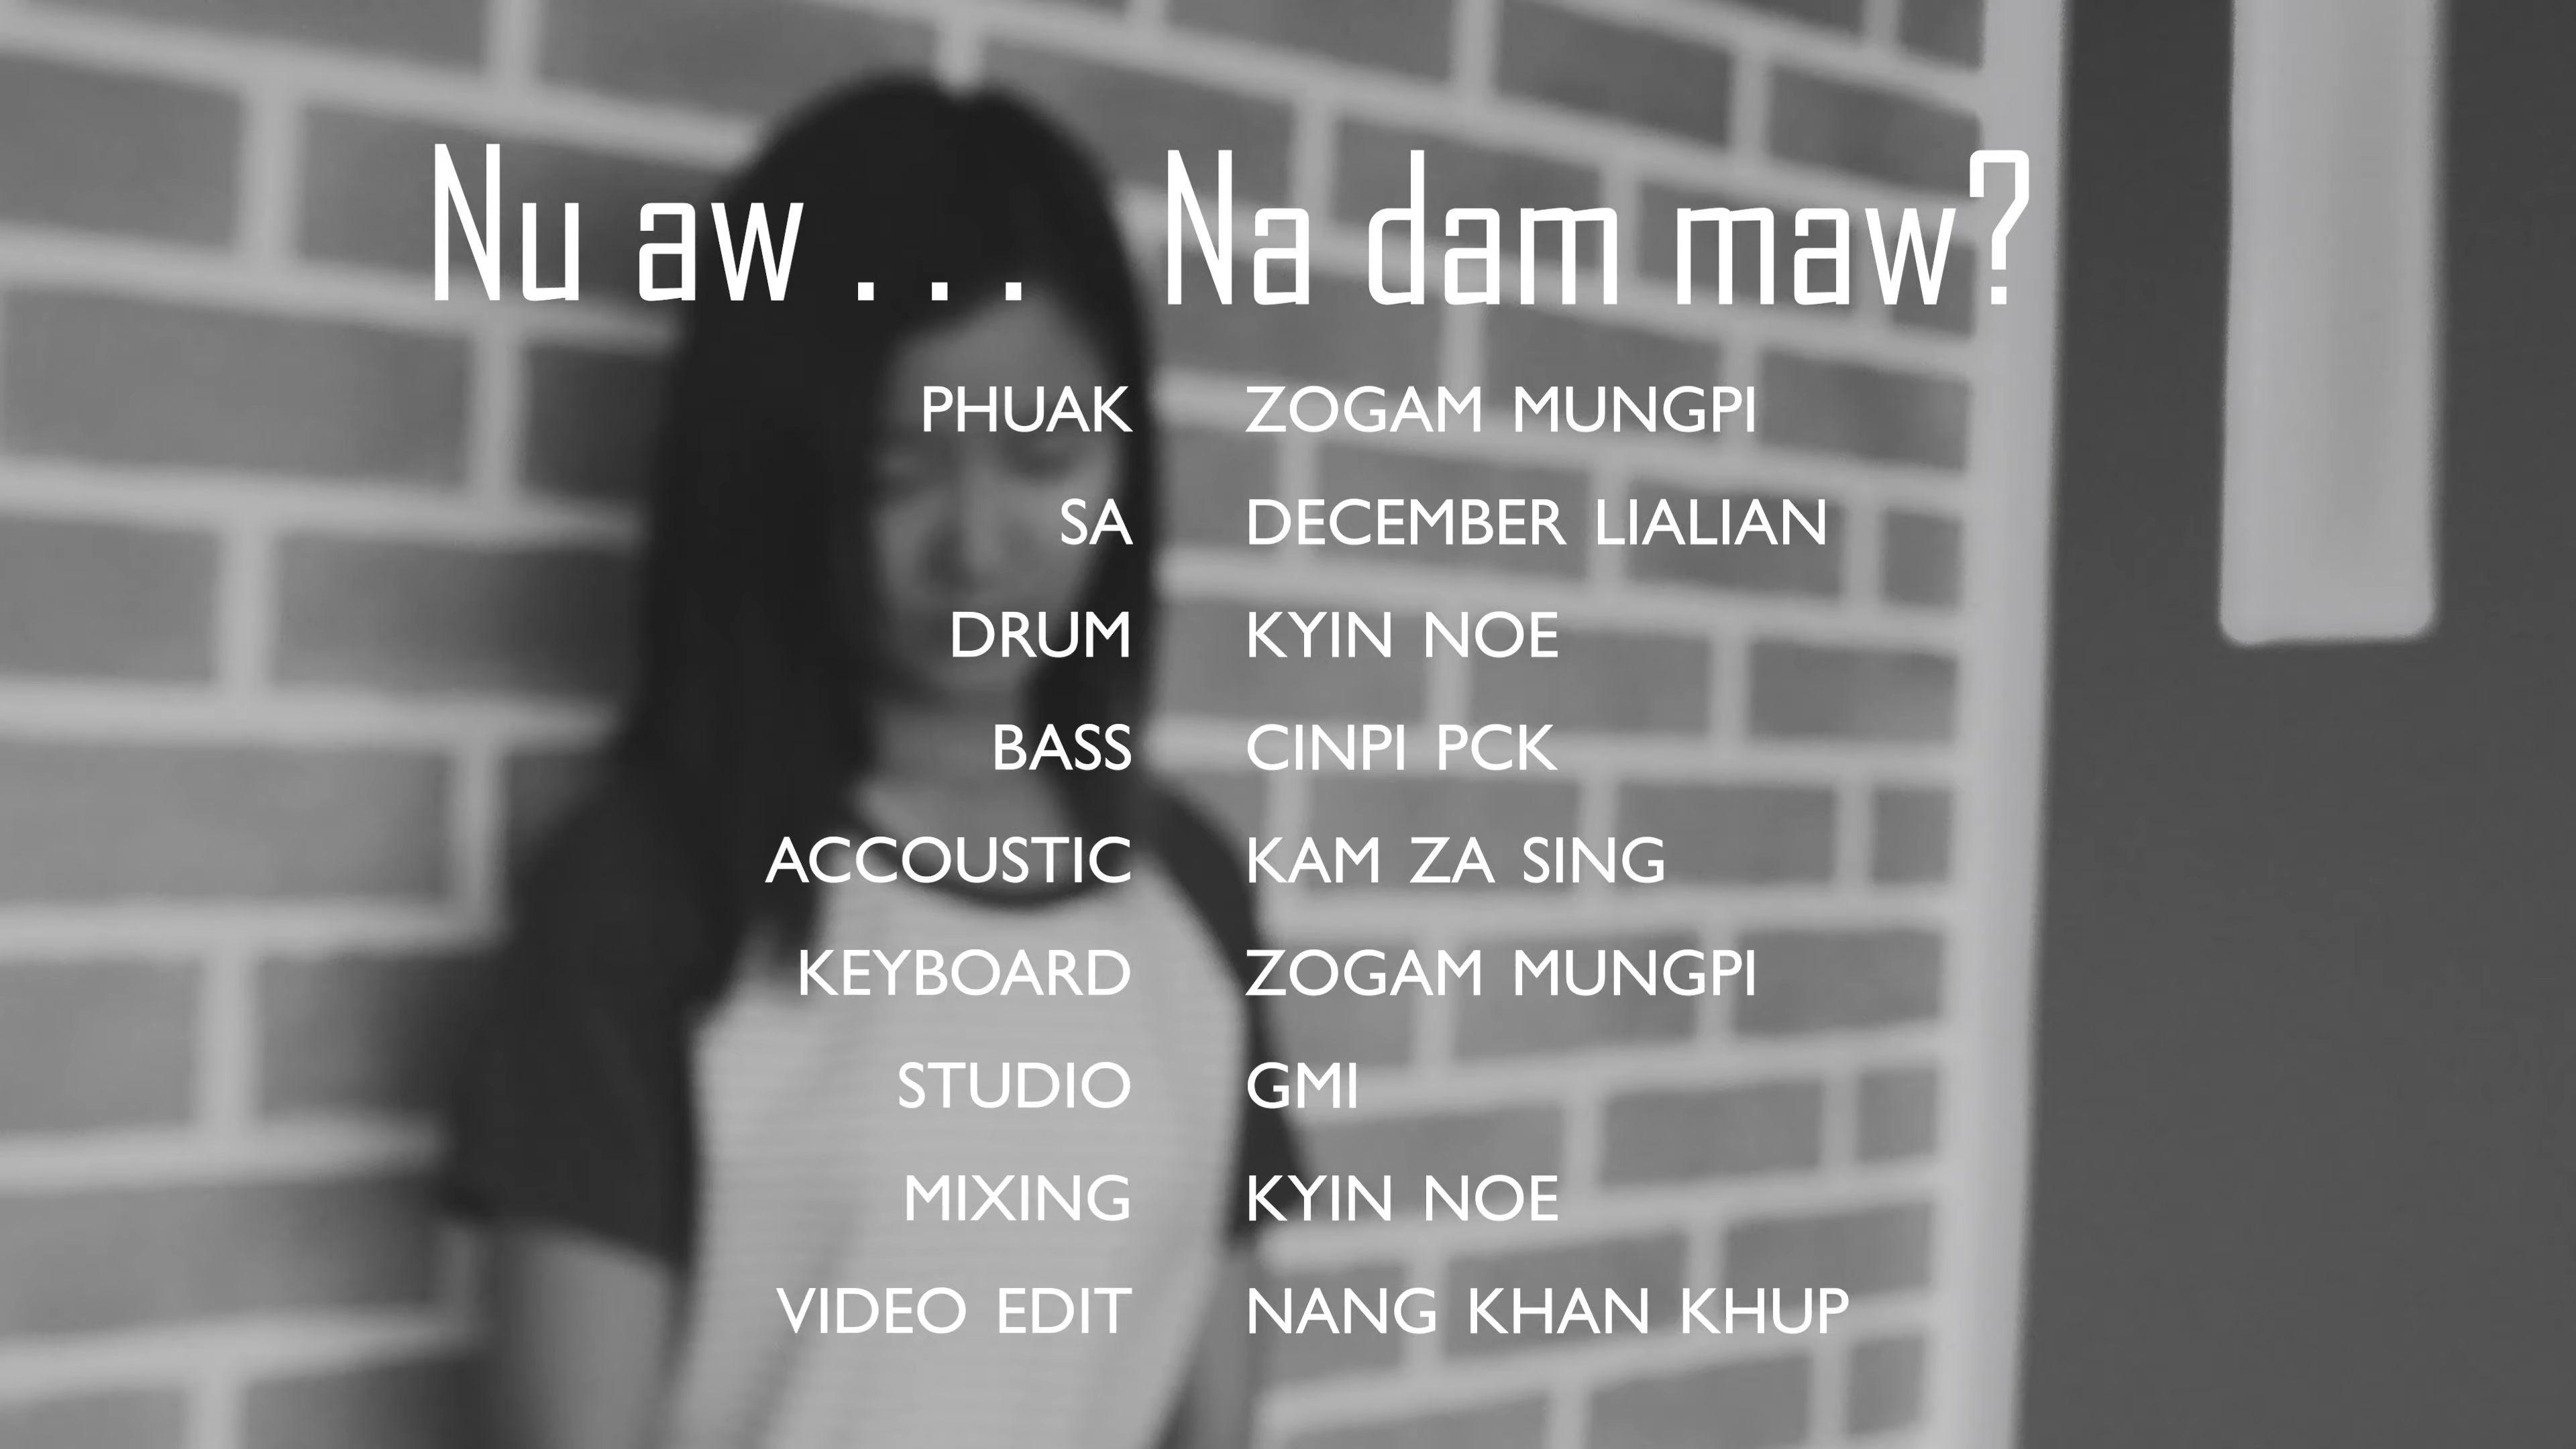 Nu aw . . . Na dam maw?
PHUAK ZOGAM MUNGPI
SA DECEMBER LIALIAN
DRUM KYIN NOE
BASS CINPI PCK
ACCOUSTIC KAM ZA SING
KEYBOARD ZOGAM MUNGPI
STUDIO GMI
MIXING KYIN NOE
VIDEO EDIT NANG KHAN KHUP